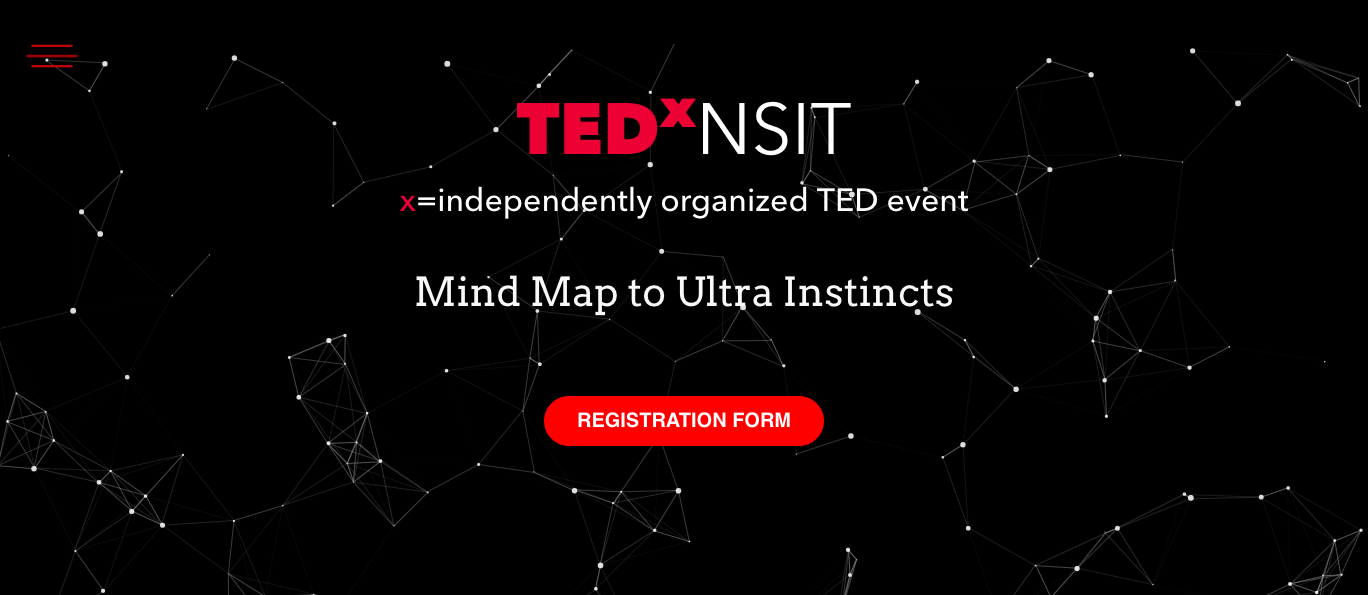 TEDxNSIT
x=independently organized TED event
Mind Map to Ultra Instincts
REGISTRATION FORM